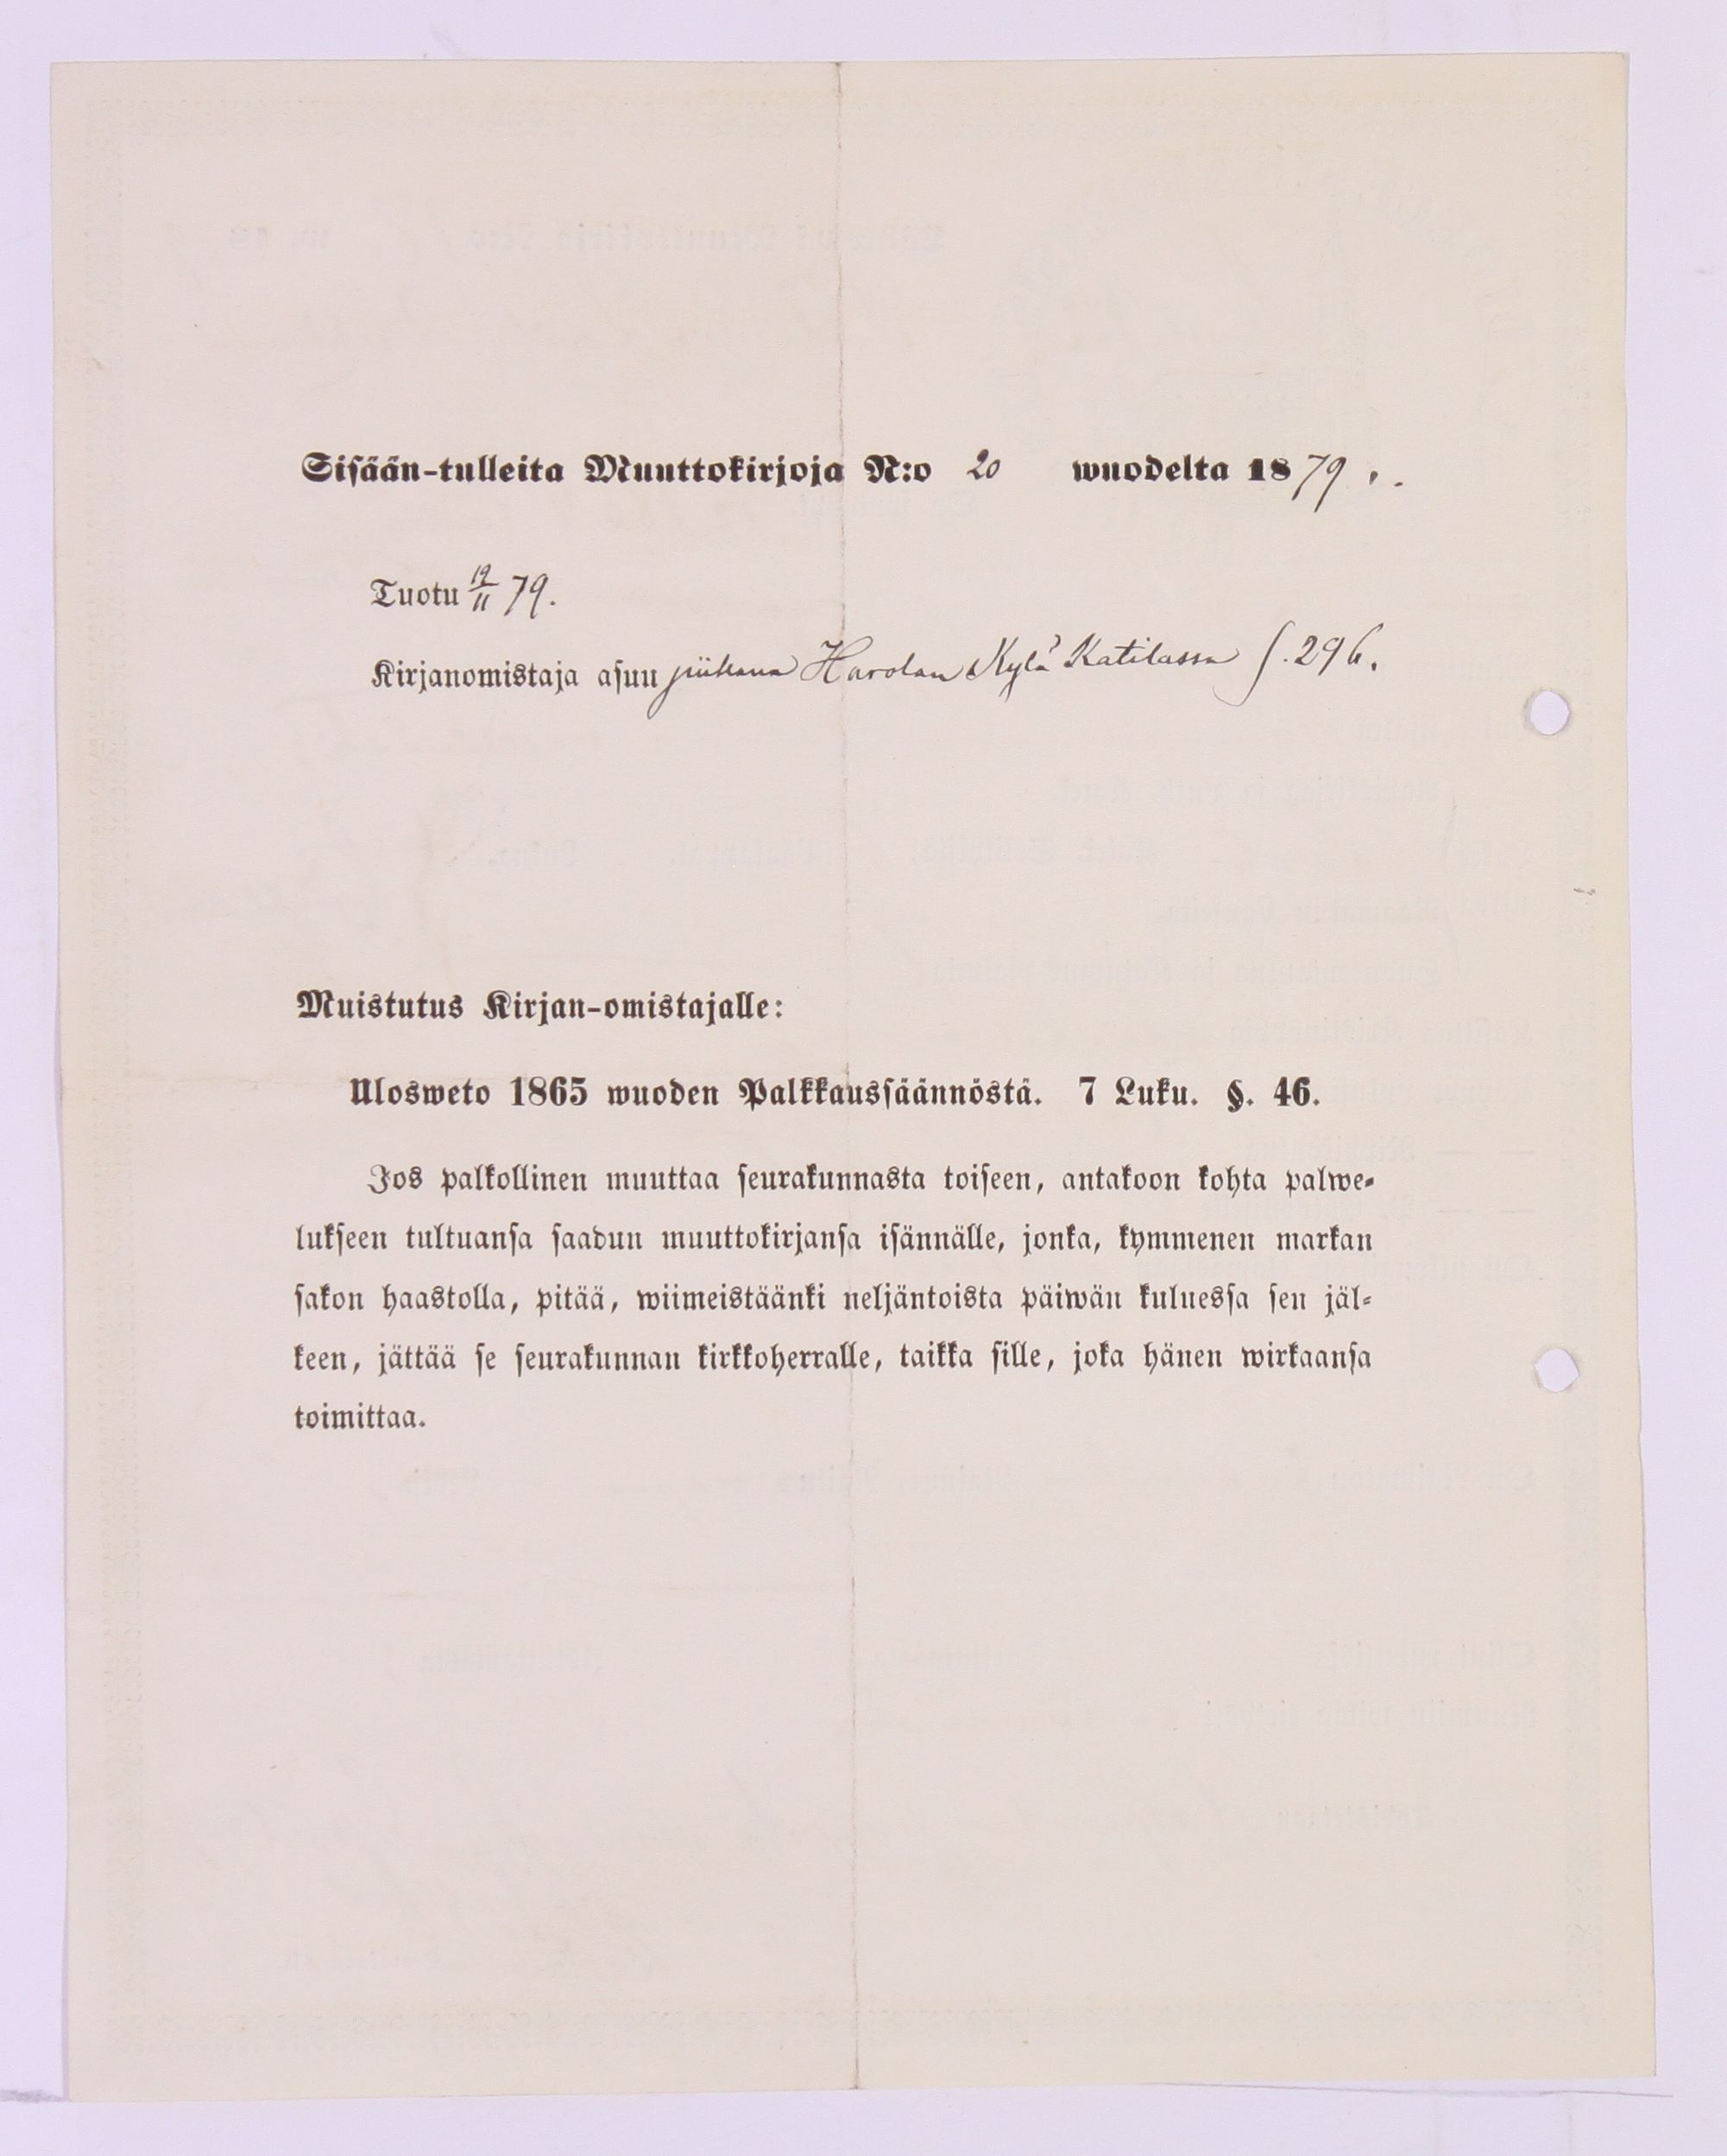 Sisään-tulleita Muuttokirjoja N:o 20 wuodelta 1879.
Tuotu 19/11 79.
Kirjanomistaja asuu piikana Harolan Kylä Katilassa S. 296.
Muistutus Kirjan-omistajalle:
Ulosweto 1865 wuoden Palkkaussäännöstä. 7 Luku. §. 46.
Jos palkollinen muuttaa seurakunnasta toiseen, antakoon kohta palwe-
lukseen tultuansa saadun muuttokirjansa isännälle, jonka, kymmenen markan
sakon haastolla, pitää, wiimeistäänki neljäntoista päiwän kuluessa sen jäl-
keen, jättää se seurakunnan kirkkoherralle, taikka sille, joka hänen wirkaansa
toimittaa.